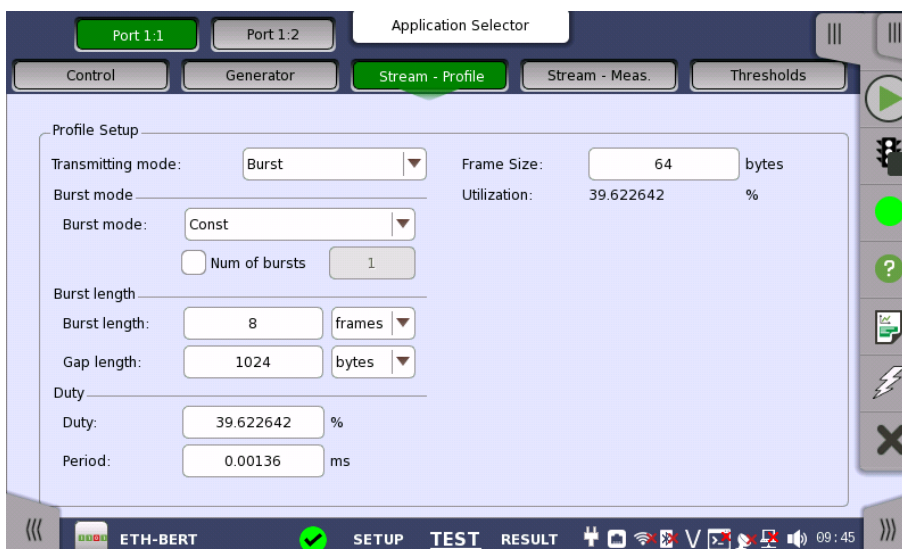 Application Selector
Port 1:1 Port 1:2
Control Generator Stream - Profile Stream - Meas. Thresholds
Profile Setup
Transmitting mode: Burst Frame Size: 64 bytes
Burst mode Utilization: 39.622642 %
Burst mode: Const
Num of bursts 1
Burst length
Burst length: 8 frames
Gap length: 1024 bytes
Duty
Duty: 39.622642 %
Period: 0.00136 ms
ETH-BERT SETUP TEST RESULT 09:45